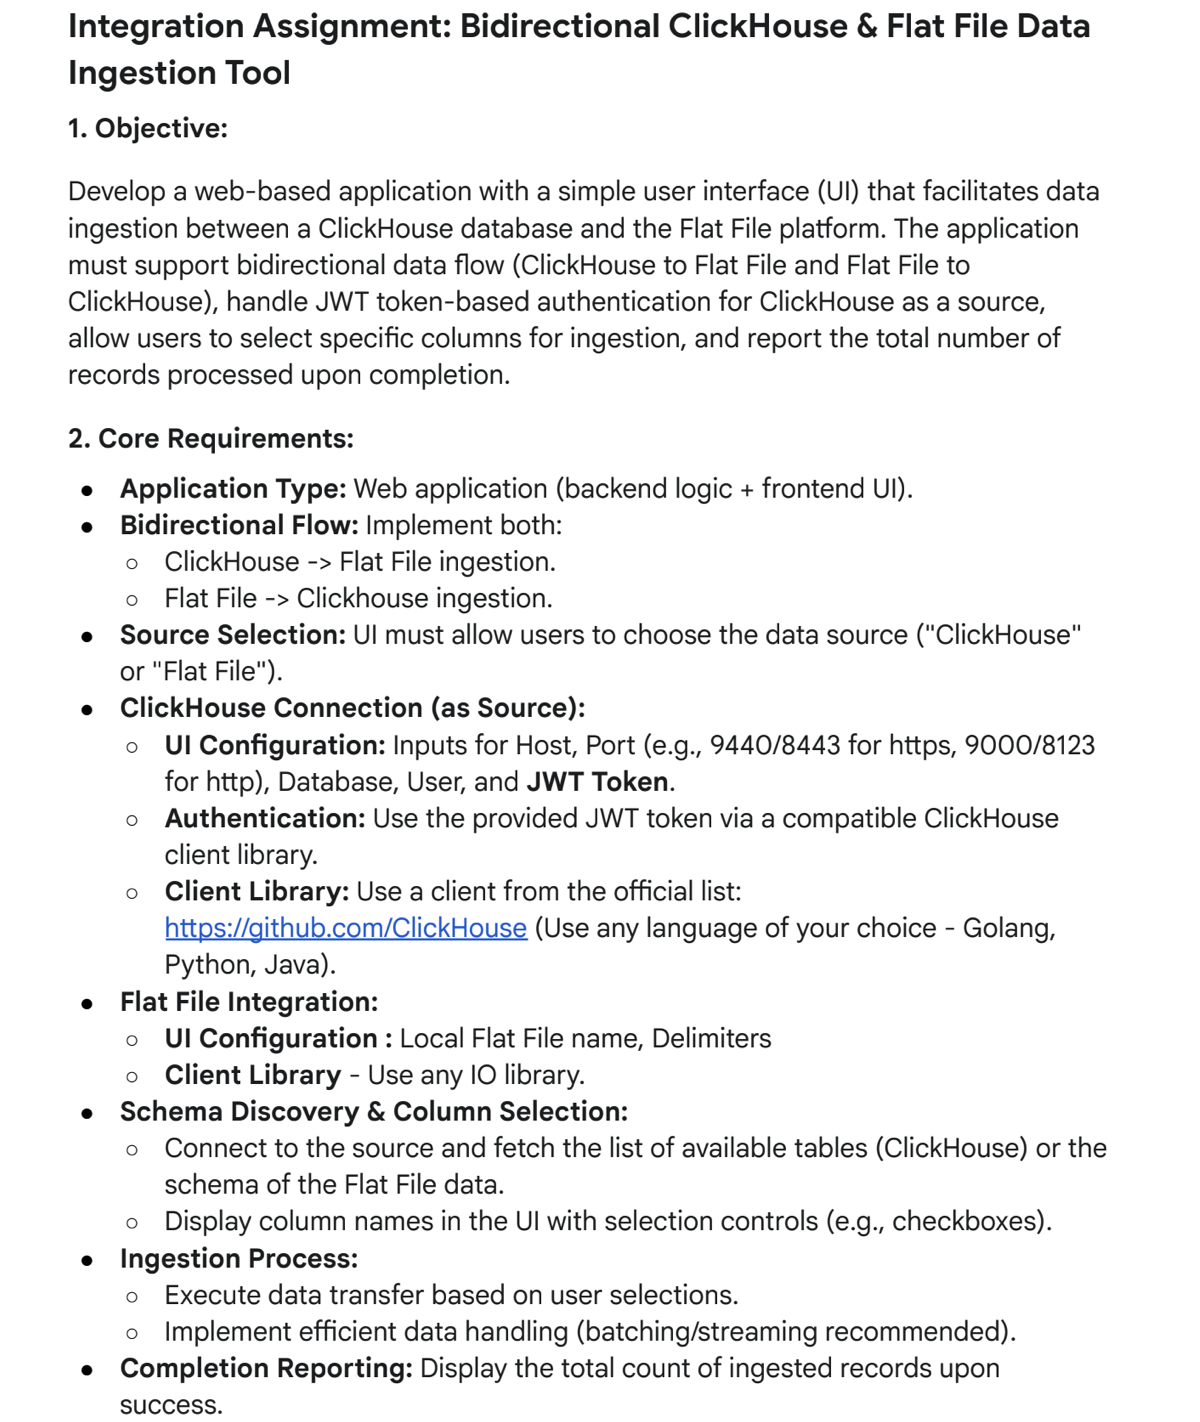 Integration Assignment: Bidirectional ClickHouse & Flat File Data
Ingestion Tool
1. Objective:
Develop a web-based application with a simple user interface (UI) that facilitates data
ingestion between a ClickHouse database and the Flat File platform. The application
must support bidirectional data flow (ClickHouse to Flat File and Flat File to
ClickHouse), handle JWT token-based authentication for ClickHouse as a source,
allow users to select specific columns for ingestion, and report the total number of
records processed upon completion.
2. Core Requirements:
● Application Type: Web application (backend logic + frontend UI).
● Bidirectional Flow: Implement both:
○ ClickHouse -> Flat File ingestion.
○ Flat File -> Clickhouse ingestion.
● Source Selection: UI must allow users to choose the data source ("ClickHouse"
or "Flat File").
● ClickHouse Connection (as Source):
○ UI Configuration: Inputs for Host, Port (e.g., 9440/8443 for https, 9000/8123
for http), Database, User, and JWT Token.
○ Authentication: Use the provided JWT token via a compatible ClickHouse
client library.
○ Client Library: Use a client from the official list:
https://github.com/ClickHouse (Use any language of your choice - Golang,
Python, Java).
● Flat File Integration:
○ UI Configuration : Local Flat File name, Delimiters
○ Client Library - Use any IO library.
● Schema Discovery & Column Selection:
○ Connect to the source and fetch the list of available tables (ClickHouse) or the
schema of the Flat File data.
○ Display column names in the UI with selection controls (e.g., checkboxes).
● Ingestion Process:
○ Execute data transfer based on user selections.
○ Implement efficient data handling (batching/streaming recommended).
● Completion Reporting: Display the total count of ingested records upon
success.